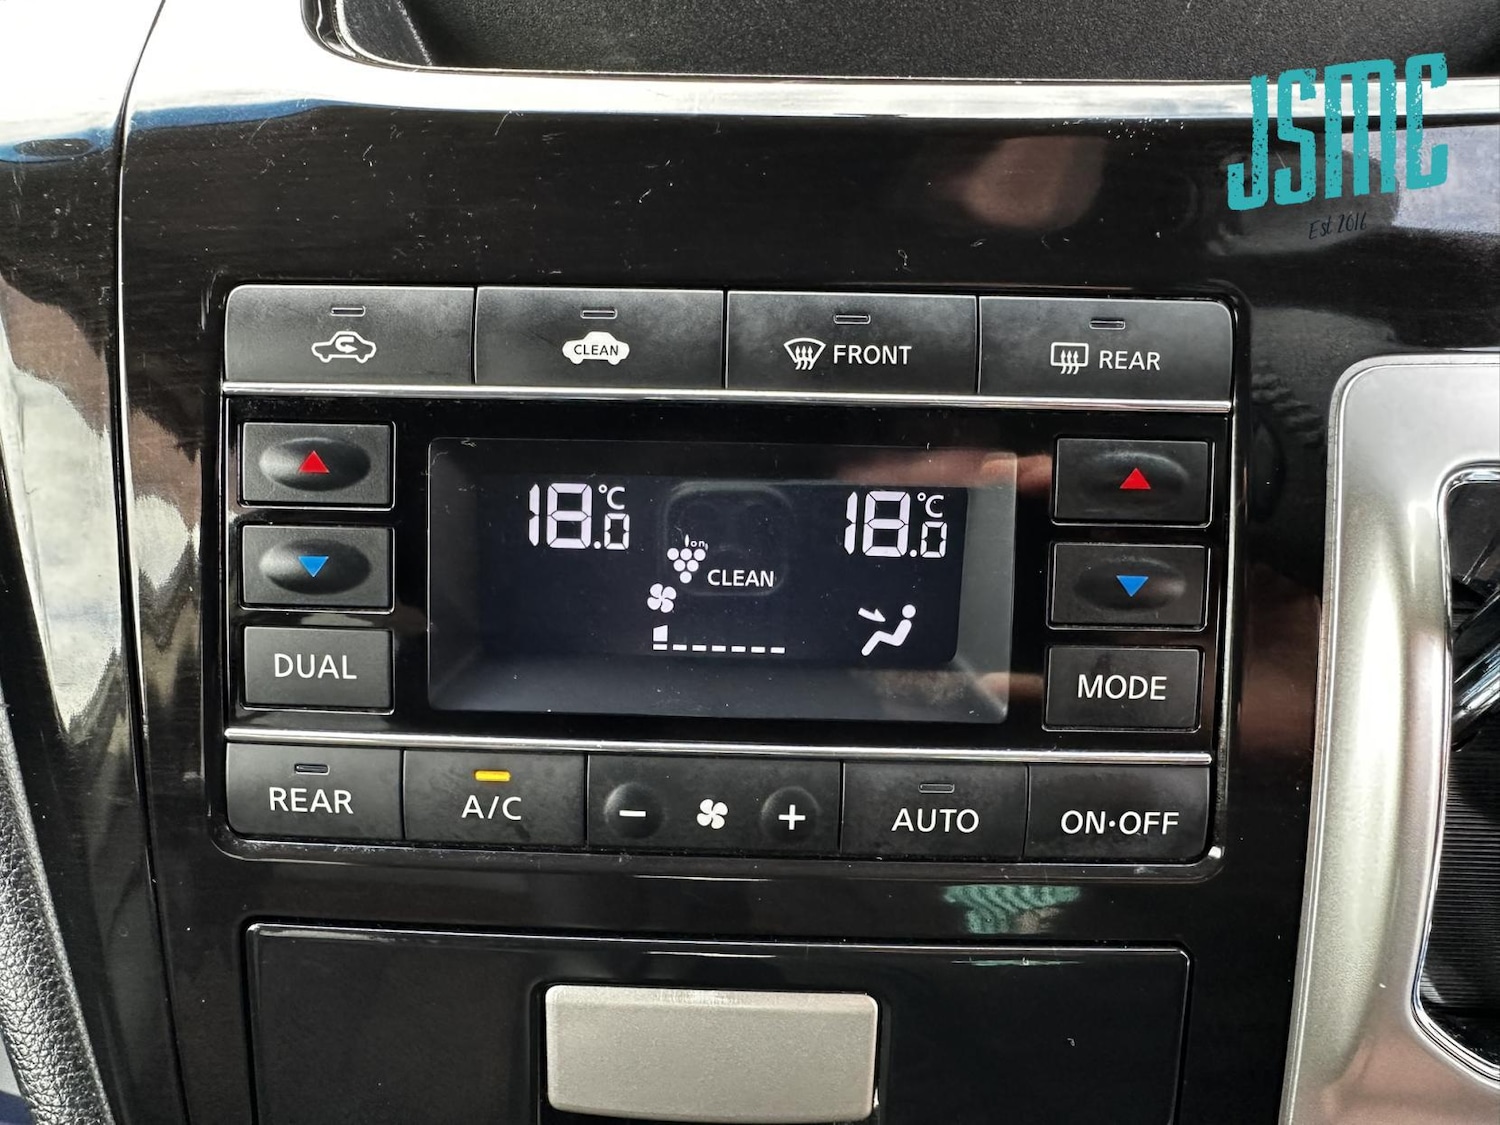 JSMC
Est 2016
CLEAN
FRONT
REAR
18.0°C
18.0°C
ion
CLEAN
DUAL
MODE
REAR
A/C
AUTO
ON·OFF